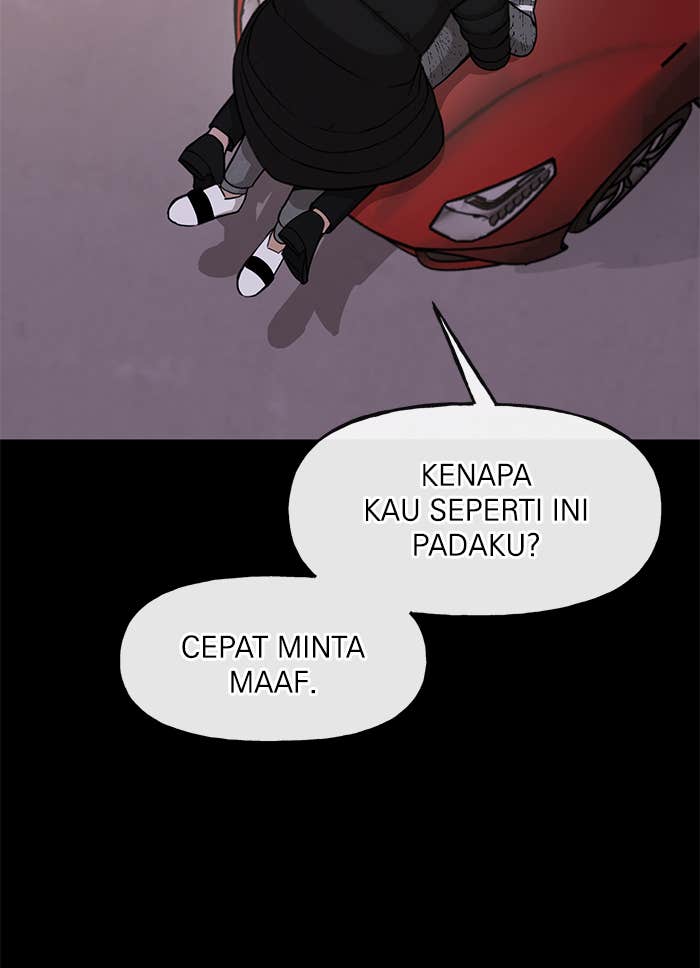 KENAPA
KAU SEPERTI INI
PADAKU?
CEPAT MINTA
MAAF.